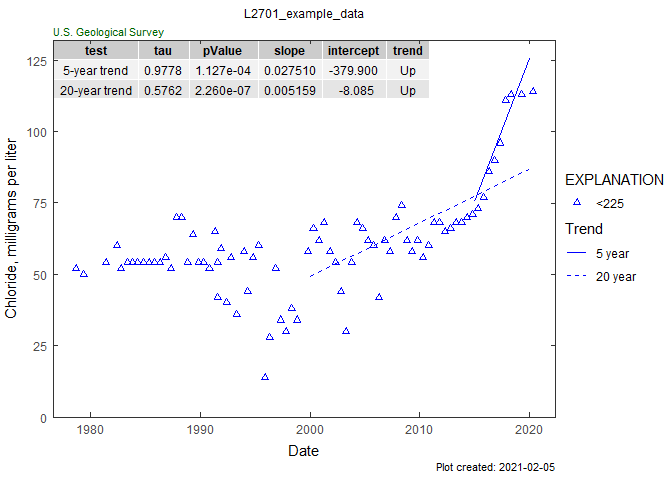 L2701_example_data
U.S. Geological Survey
test tau pValue slope intercept trend
5-year trend 0.9778 1.127e-04 0.027510 -379.900 Up
20-year trend 0.5762 2.260e-07 0.005159 -8.085 Up
Chloride, milligrams per liter
125
100
75
50
25
0
1980 1990 2000 2010 2020
Date
EXPLANATION
<225
Trend
5 year
20 year
Plot created: 2021-02-05